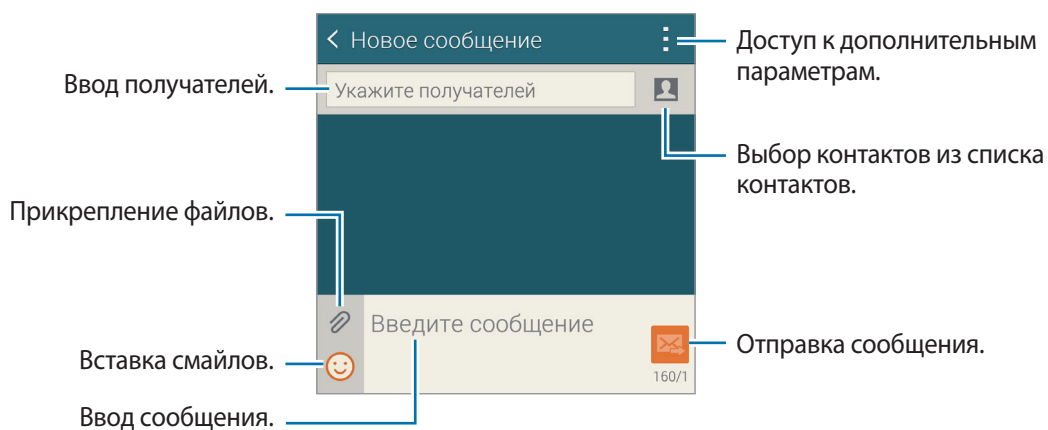 Новое сообщение
Доступ к дополнительным
параметрам.
Ввод получателей.
Укажите получателей
Выбор контактов из списка
контактов.
Прикрепление файлов.
Введите сообщение
Отправка сообщения.
Вставка смайлов.
160/1
Ввод сообщения.